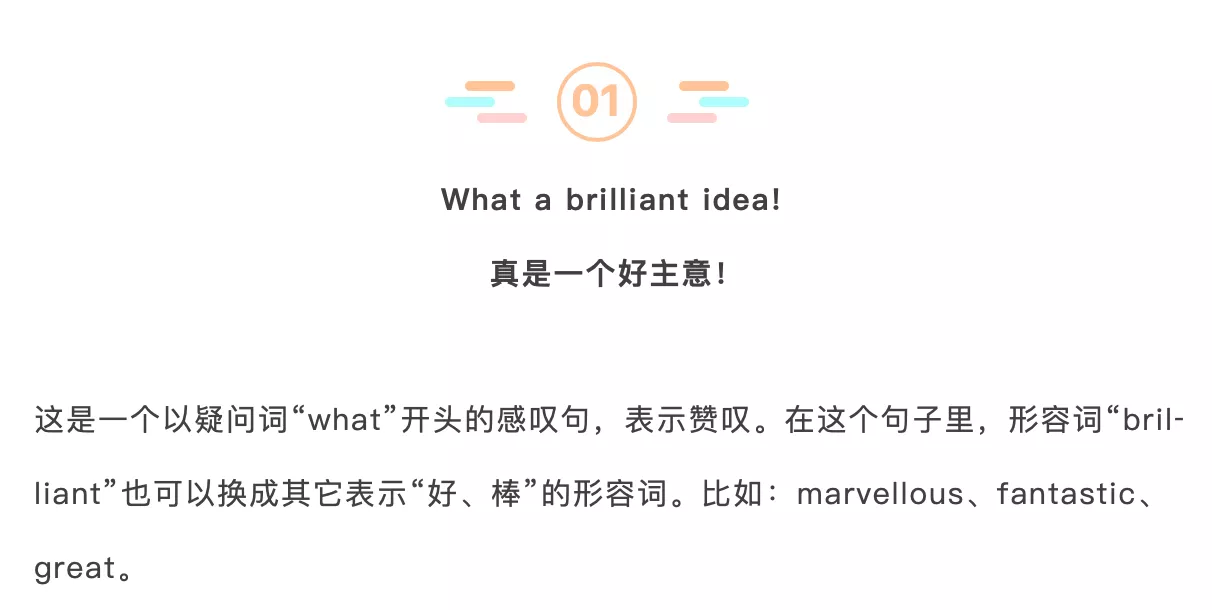 01
What a brilliant idea!
真是一个好主意！
这是一个以疑问词“what”开头的感叹句，表示赞叹。在这个句子里，形容词“bril-
liant”也可以换成其它表示“好、棒”的形容词。比如：marvellous、fantastic、
great。